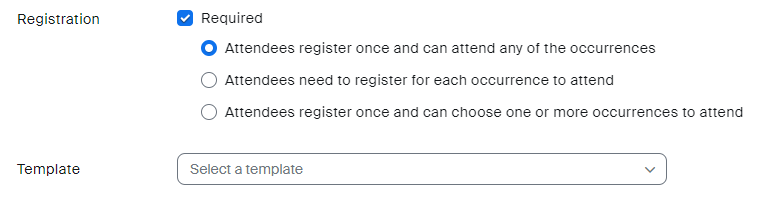 Registration
Required
Attendees register once and can attend any of the occurrences
Attendees need to register for each occurrence to attend
Attendees register once and can choose one or more occurrences to attend
Template
Select a template